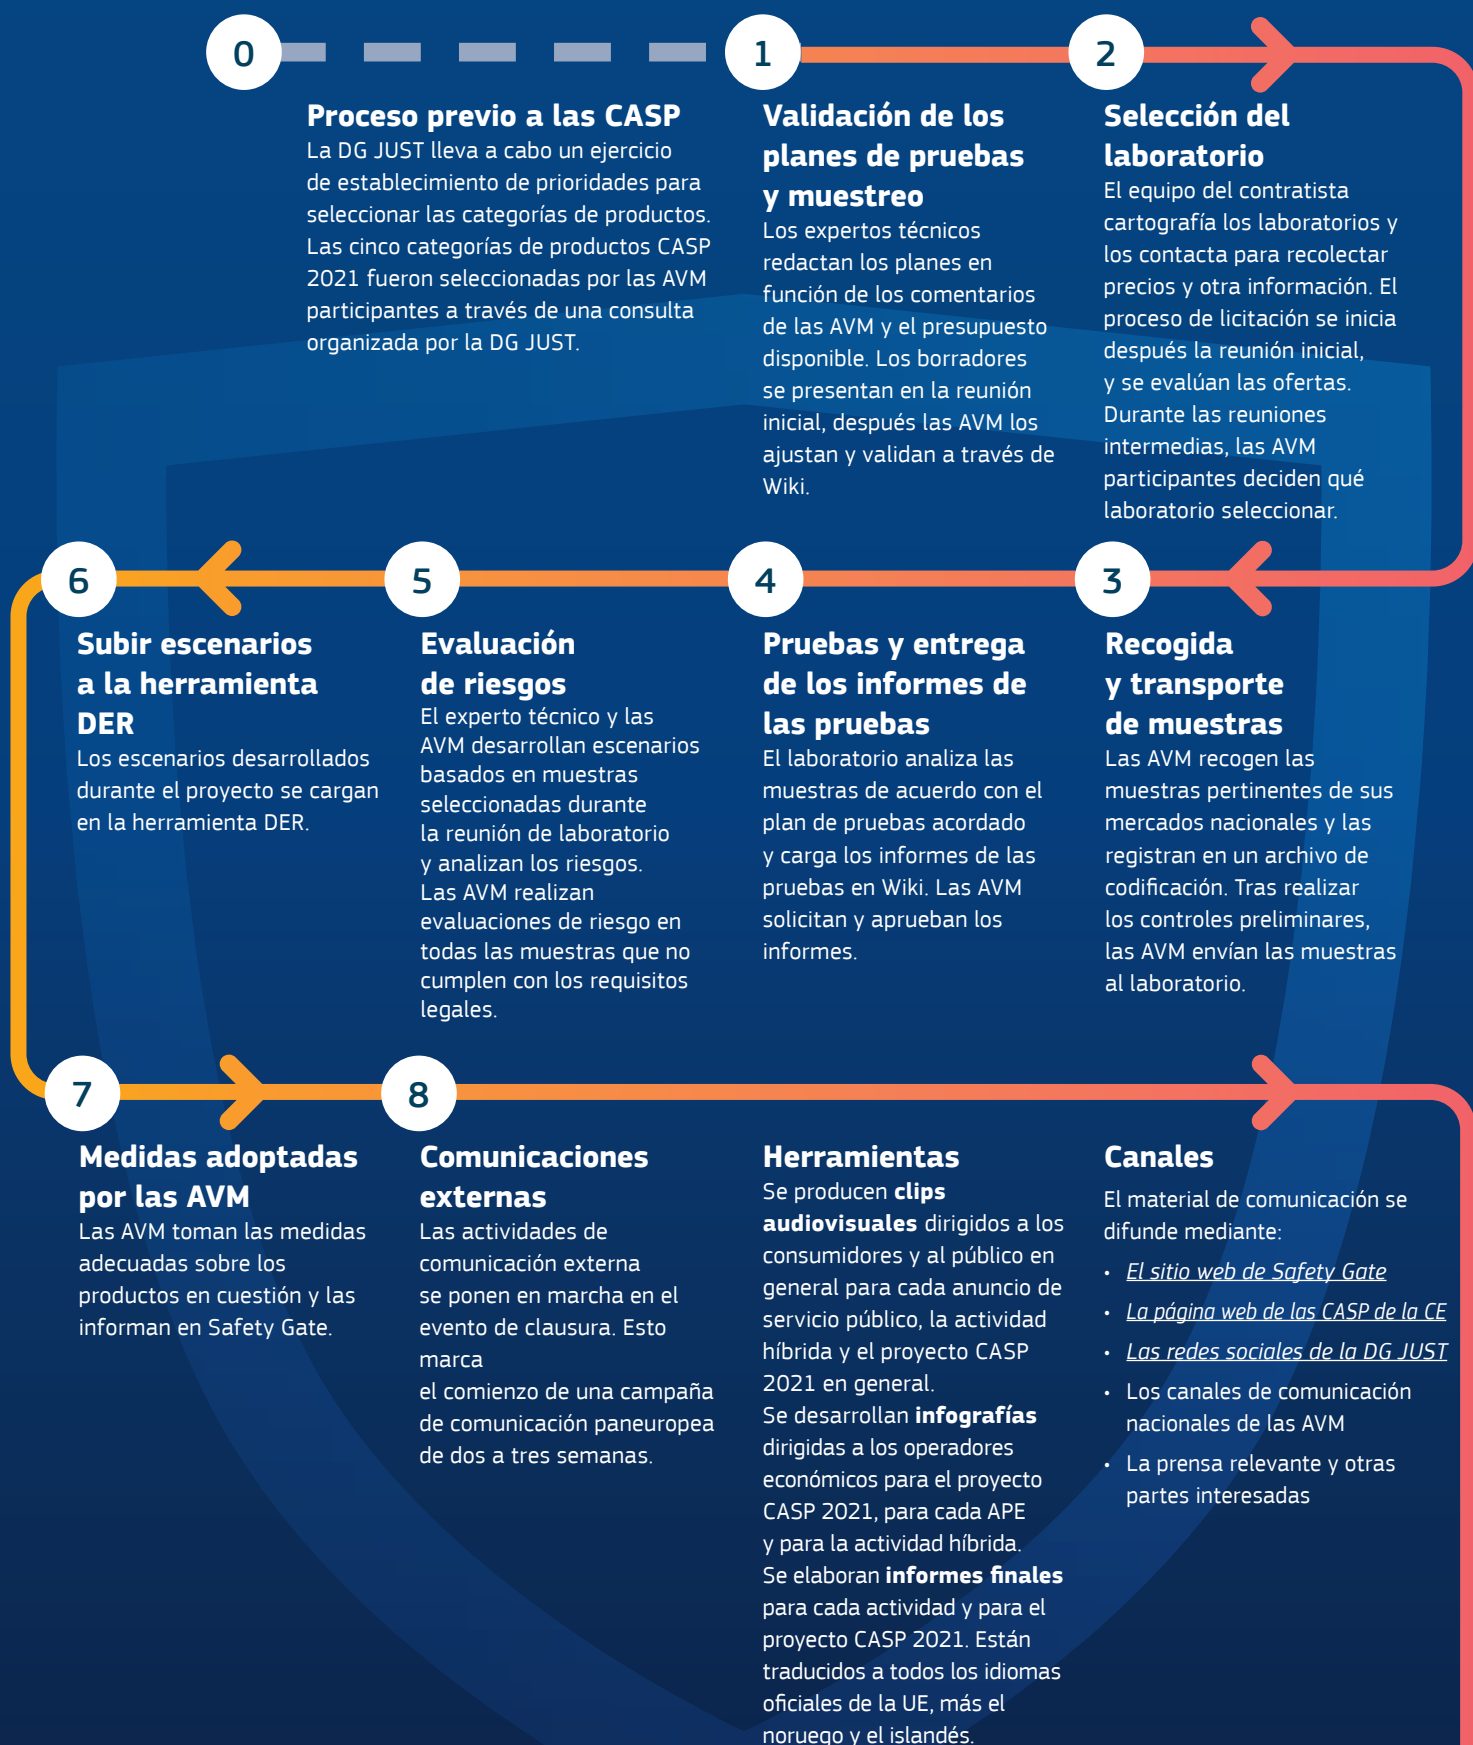 0
Proceso previo a las CASP
La DG JUST lleva a cabo un ejercicio
de establecimiento de prioridades para
seleccionar las categorías de productos.
Las cinco categorías de productos CASP
2021 fueron seleccionadas por las AVM
participantes a través de una consulta
organizada por la DG JUST.
1
Validación de los
planes de pruebas
y muestreo
Los expertos técnicos
redactan los planes en
función de los comentarios
de las AVM y el presupuesto
disponible. Los borradores
se presentan en la reunión
inicial, después las AVM los
ajustan y validan a través de
Wiki.
2
Selección del
laboratorio
El equipo del contratista
cartografía los laboratorios y
los contacta para recolectar
precios y otra información. El
proceso de licitación se inicia
después la reunión inicial,
y se evalúan las ofertas.
Durante las reuniones
intermedias, las AVM
participantes deciden qué
laboratorio seleccionar.
3
Recogida
y transporte
de muestras
Las AVM recogen las
muestras pertinentes de sus
mercados nacionales y las
registran en un archivo de
codificación. Tras realizar
los controles preliminares,
las AVM envían las muestras
al laboratorio.
4
Pruebas y entrega
de los informes de
las pruebas
El laboratorio analiza las
muestras de acuerdo con el
plan de pruebas acordado
y carga los informes de las
pruebas en Wiki. Las AVM
solicitan y aprueban los
informes.
5
Evaluación
de riesgos
El experto técnico y las
AVM desarrollan escenarios
basados en muestras
seleccionadas durante
la reunión de laboratorio
y analizan los riesgos.
Las AVM realizan
evaluaciones de riesgo en
todas las muestras que no
cumplen con los requisitos
legales.
6
Subir escenarios
a la herramienta
DER
Los escenarios desarrollados
durante el proyecto se cargan
en la herramienta DER.
7
Medidas adoptadas
por las AVM
Las AVM toman las medidas
adecuadas sobre los
productos en cuestión y las
informan en Safety Gate.
8
Comunicaciones
externas
Las actividades de
comunicación externa
se ponen en marcha en el
evento de clausura. Esto
marca
el comienzo de una campaña
de comunicación paneuropea
de dos a tres semanas.
Herramientas
Se producen clips
audiovisuales dirigidos a los
consumidores y al público en
general para cada anuncio de
servicio público, la actividad
híbrida y el proyecto CASP
2021 en general.
Se desarrollan infografías
dirigidas a los operadores
económicos para el proyecto
CASP 2021, para cada APE
y para la actividad híbrida.
Se elaboran informes finales
para cada actividad y para el
proyecto CASP 2021. Están
traducidos a todos los idiomas
oficiales de la UE, más el
noruego y el islandés.
Canales
El material de comunicación se
difunde mediante:
• El sitio web de Safety Gate
• La página web de las CASP de la CE
• Las redes sociales de la DG JUST
• Los canales de comunicación
nacionales de las AVM
• La prensa relevante y otras
partes interesadas